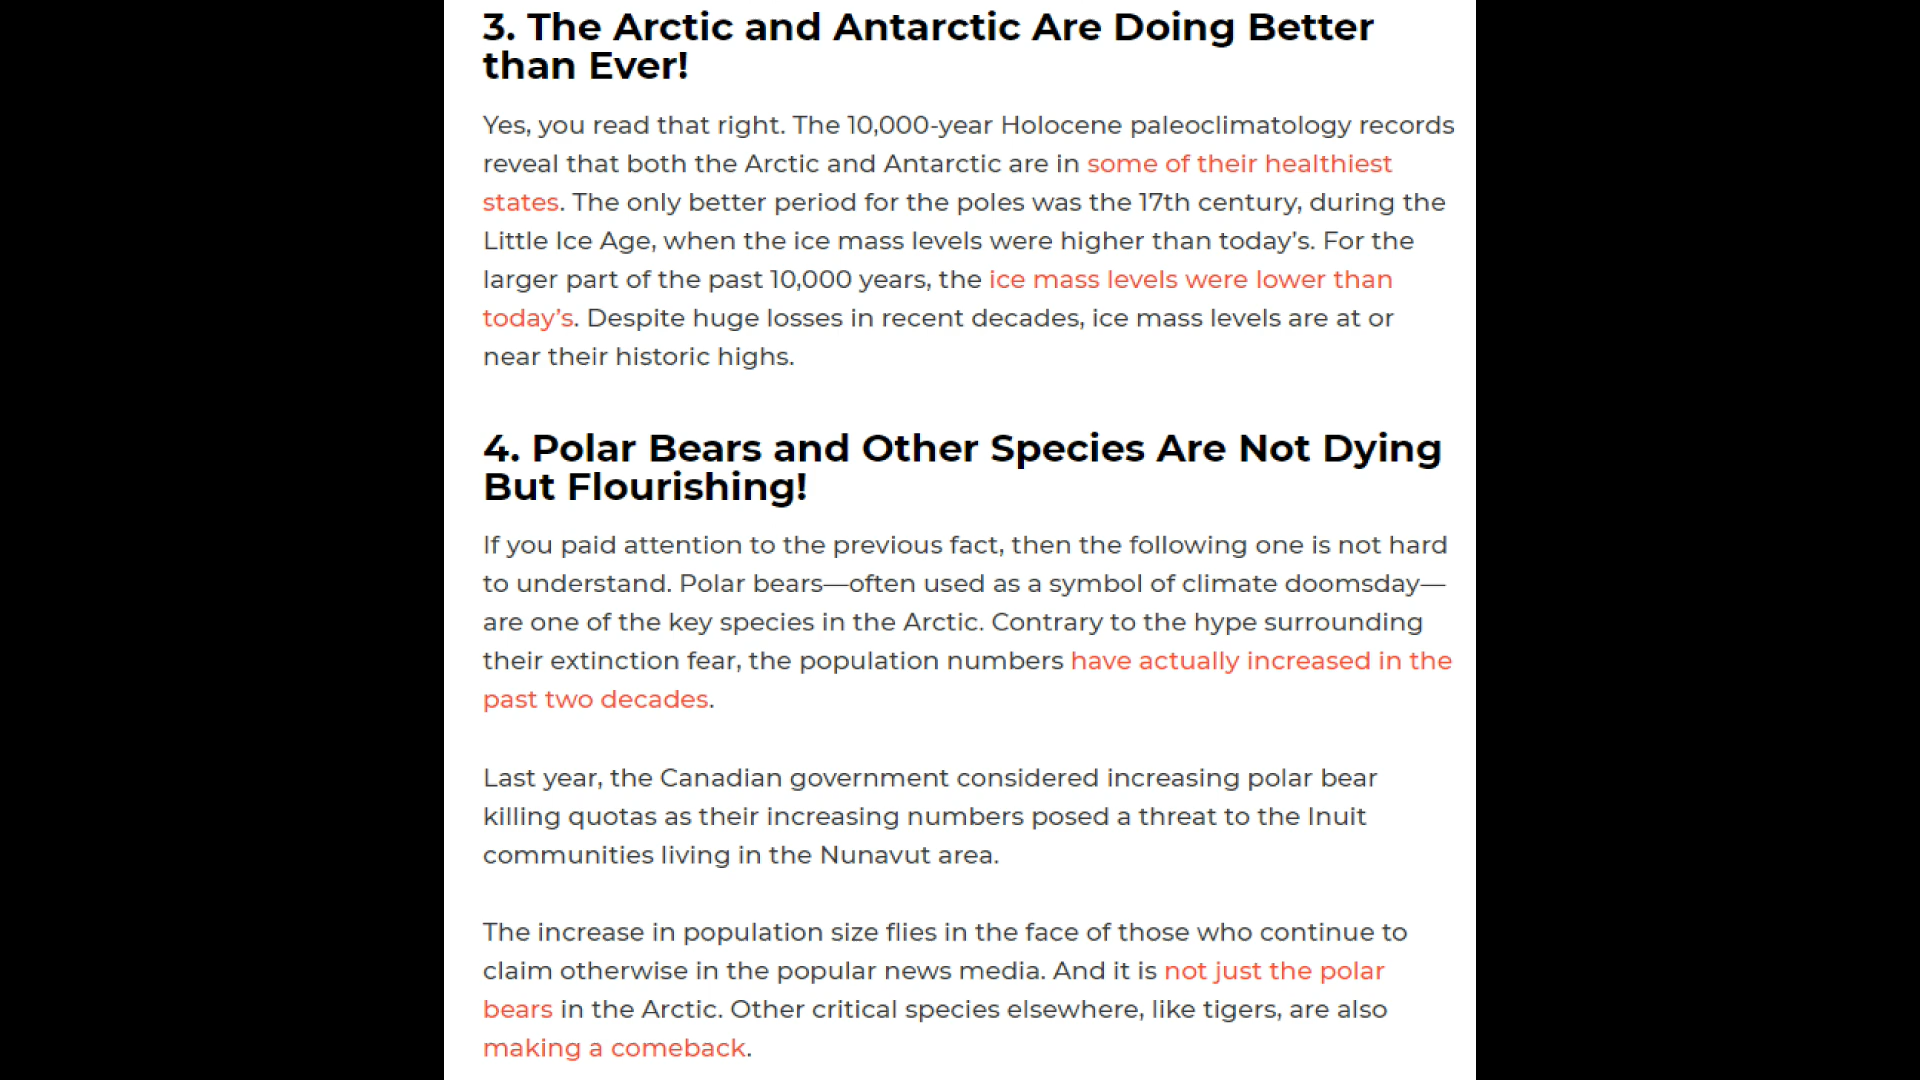 3. The Arctic and Antarctic Are Doing Better
than Ever!
Yes, you read that right. The 10,000-year Holocene paleoclimatology records
reveal that both the Arctic and Antarctic are in some of their healthiest
states. The only better period for the poles was the 17th century, during the
Little Ice Age, when the ice mass levels were higher than today’s. For the
larger part of the past 10,000 years, the ice mass levels were lower than
today’s. Despite huge losses in recent decades, ice mass levels are at or
near their historic highs.
4. Polar Bears and Other Species Are Not Dying
But Flourishing!
If you paid attention to the previous fact, then the following one is not hard
to understand. Polar bears—often used as a symbol of climate doomsday—
are one of the key species in the Arctic. Contrary to the hype surrounding
their extinction fear, the population numbers have actually increased in the
past two decades.
Last year, the Canadian government considered increasing polar bear
killing quotas as their increasing numbers posed a threat to the Inuit
communities living in the Nunavut area.
The increase in population size flies in the face of those who continue to
claim otherwise in the popular news media. And it is not just the polar
bears in the Arctic. Other critical species elsewhere, like tigers, are also
making a comeback.